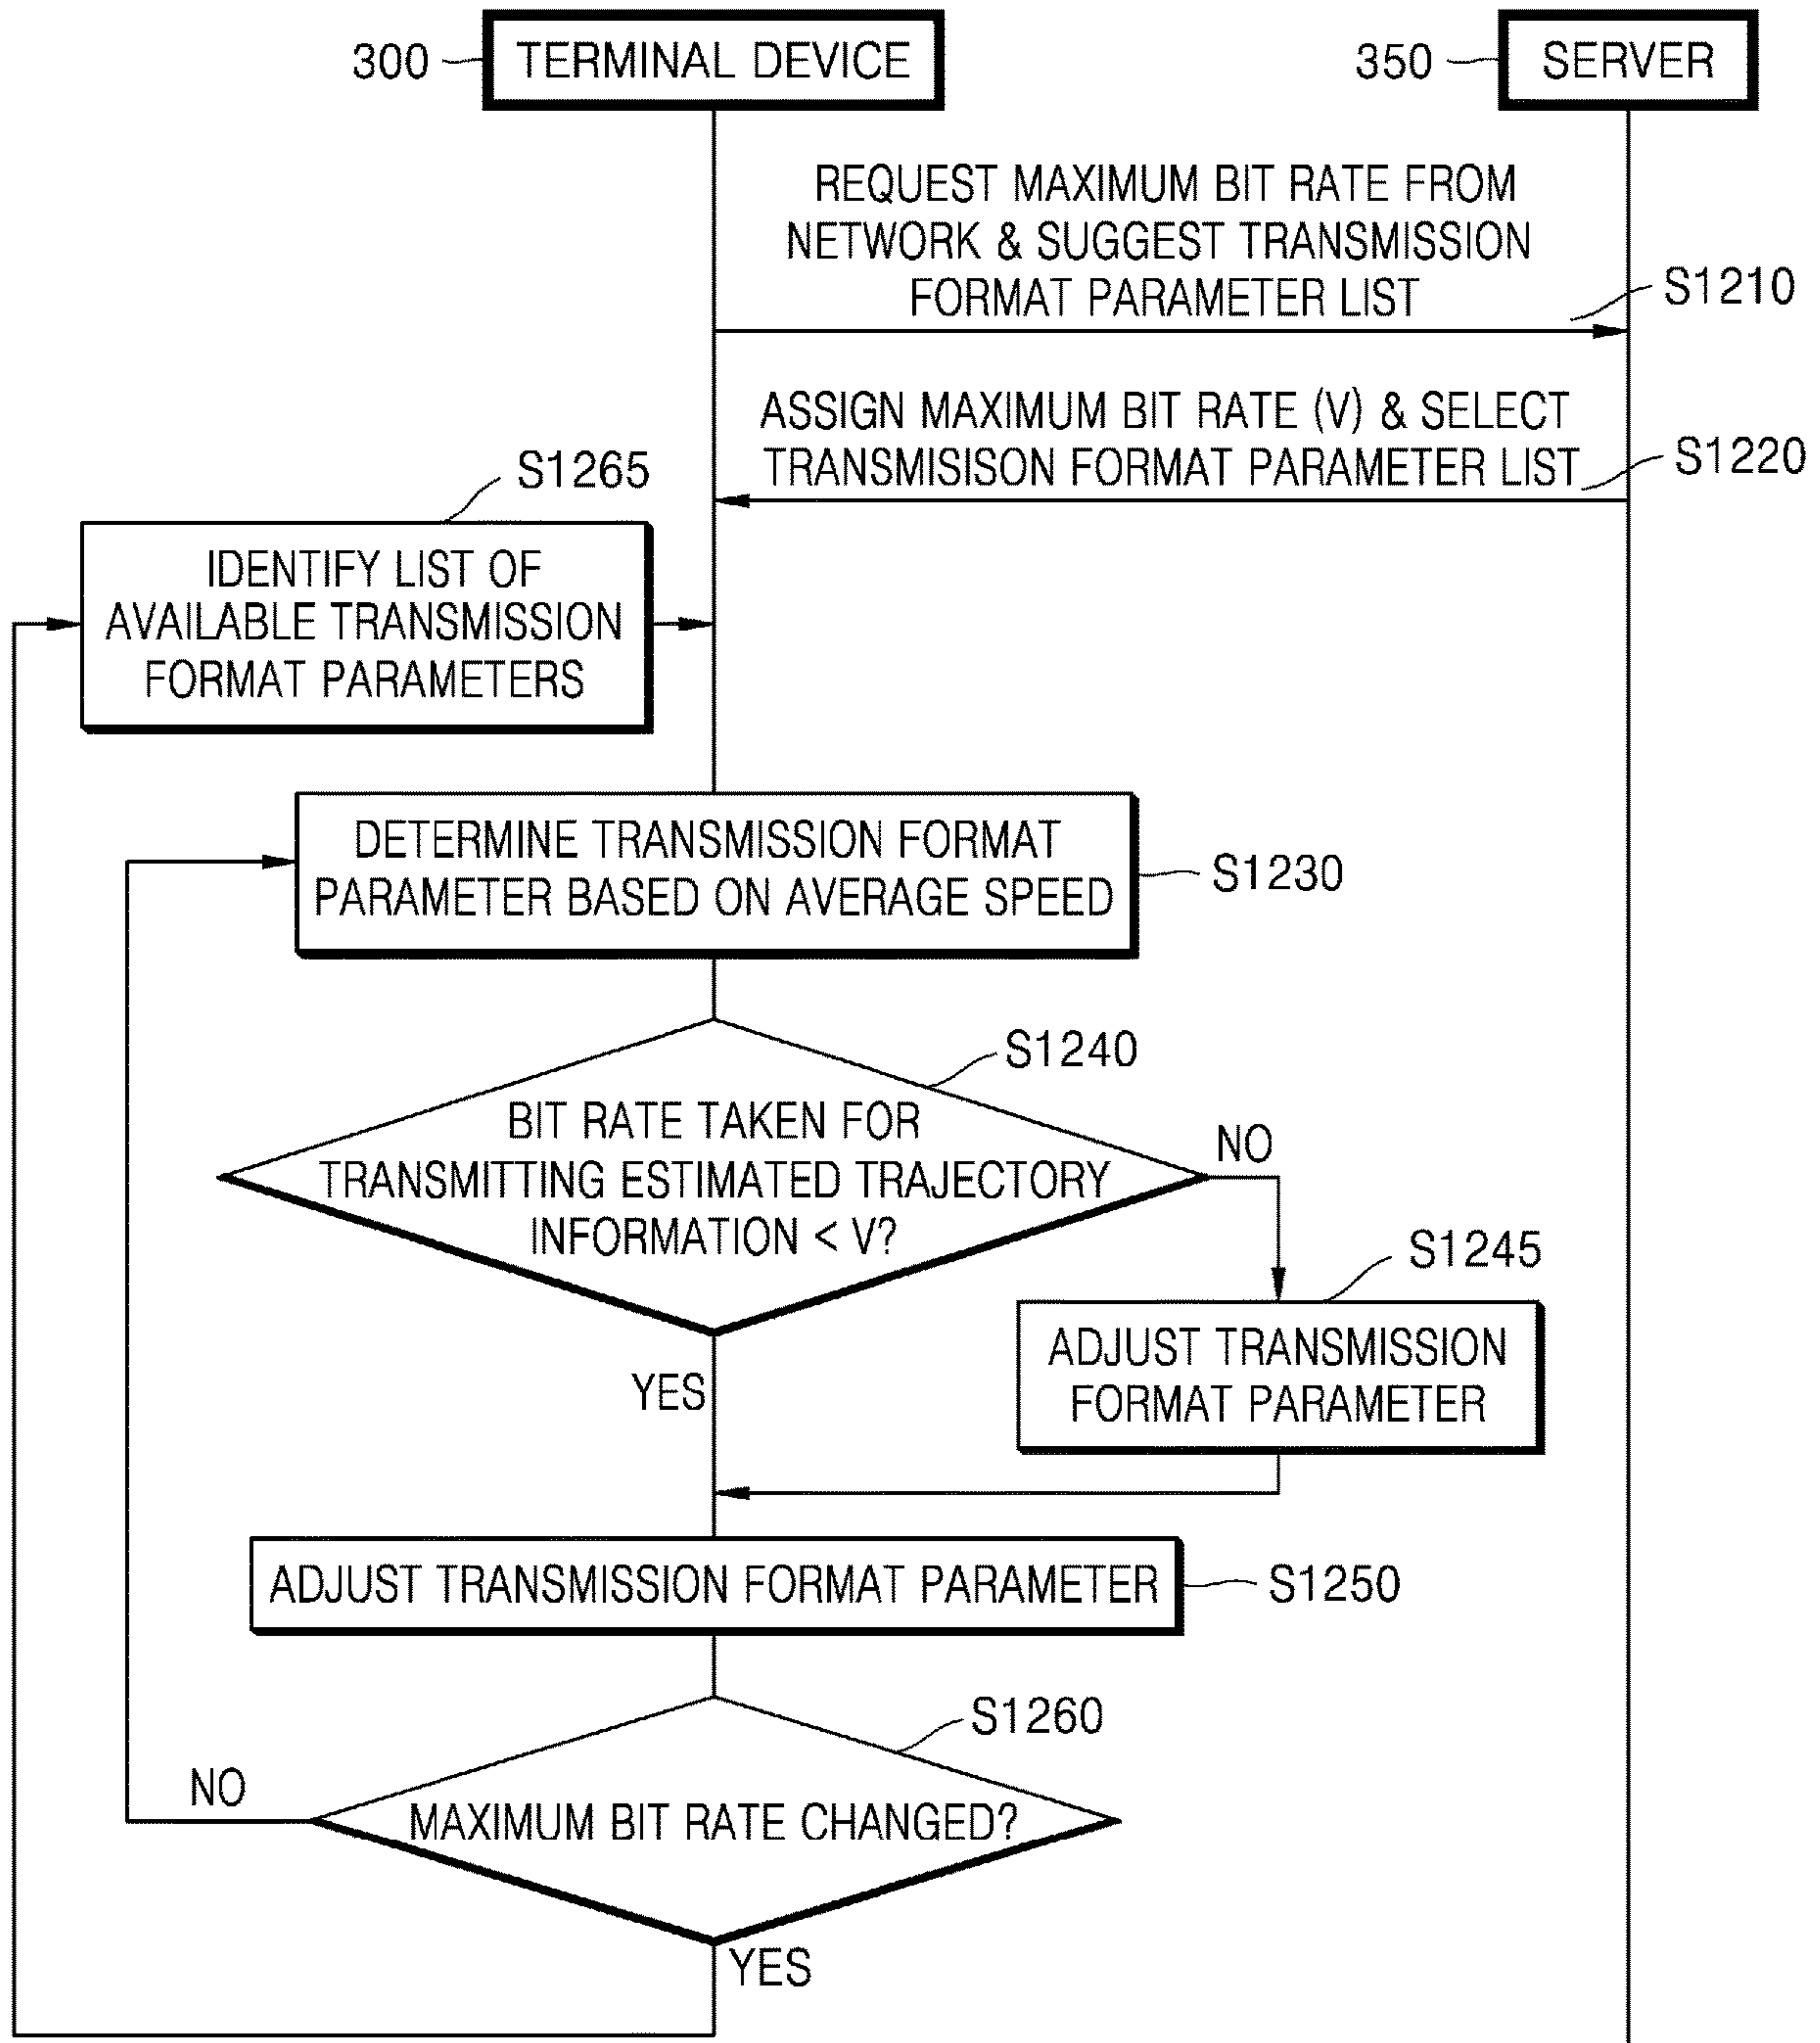 300
TERMINAL DEVICE
350
SERVER
REQUEST MAXIMUM BIT RATE FROM
NETWORK & SUGGEST TRANSMISSION
FORMAT PARAMETER LIST
S1210
ASSIGN MAXIMUM BIT RATE (V) & SELECT
TRANSMISISON FORMAT PARAMETER LIST
S1220
S1265
IDENTIFY LIST OF
AVAILABLE TRANSMISSION
FORMAT PARAMETERS
DETERMINE TRANSMISSION FORMAT
PARAMETER BASED ON AVERAGE SPEED
S1230
S1240
BIT RATE TAKEN FOR
TRANSMITTING ESTIMATED TRAJECTORY
INFORMATION < V?
NO
S1245
ADJUST TRANSMISSION
FORMAT PARAMETER
YES
ADJUST TRANSMISSION FORMAT PARAMETER
S1250
S1260
NO
MAXIMUM BIT RATE CHANGED?
YES